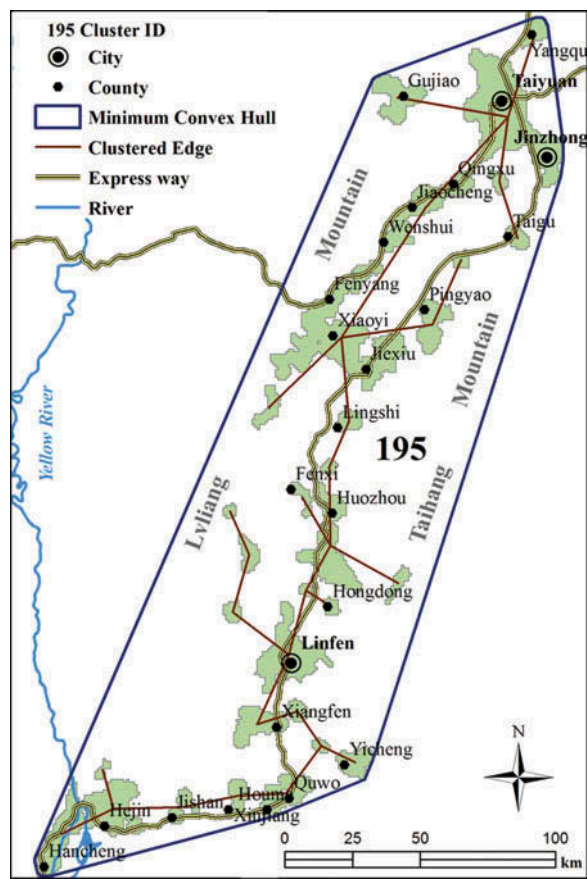 195 Cluster ID
City
County
Minimum Convex Hull
Clustered Edge
Express way
River
Yangqu
Gujiao
Taiyuan
Jinzhong
Qingxu
Jiaocheng
Mountain
Wenshui
Taigu
Fenyang
Pingyao
Xiaoyi
Mountain
Jiexiu
Lingshi
195
Yellow River
Fenxi
Lvliang
Huozhou
Taihang
Hongdong
Linfen
Xiangfen
N
Yicheng
Quwo
Houma
Jishan
Xinjiang
Hejin
Hancheng
0 25 50 100
km